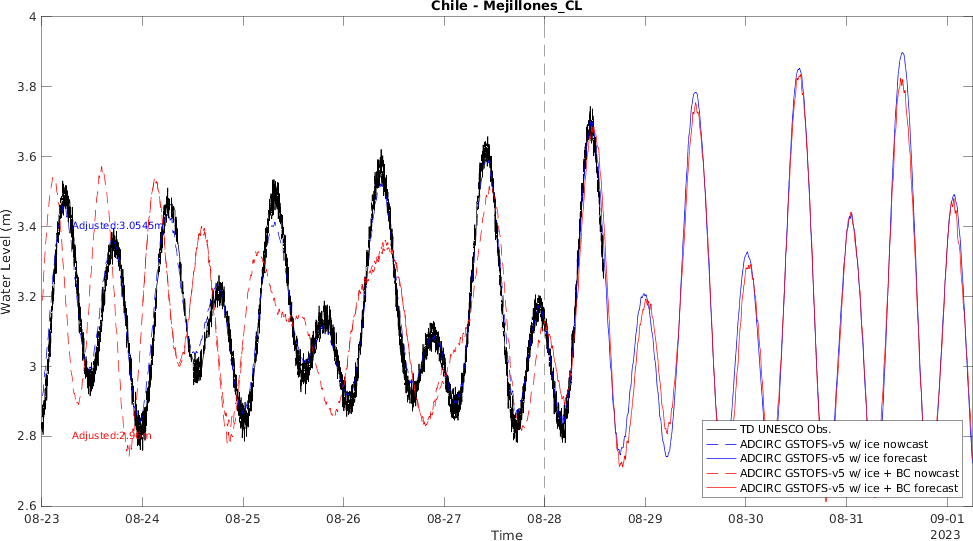 Chile - Mejillones_CL
Water Level (m)
4
3.8
3.6
3.4
3.2
3
2.8
2.6
Adjusted:3.0545m
TD UNESCO Obs.
ADCIRC GSTOFS-v5 w/ ice nowcast
ADCIRC GSTOFS-v5 w/ ice forecast
ADCIRC GSTOFS-v5 w/ ice + BC nowcast
ADCIRC GSTOFS-v5 w/ ice + BC forecast
08-23
08-24
08-25
08-26
08-27
08-28
08-29
08-30
08-31
09-01
2023
Time